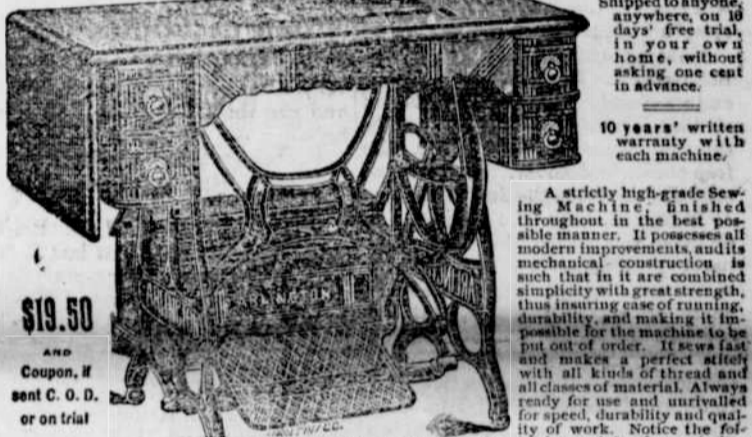 Shipped to anyone,
anywhere, on 10
days' free trial,
in your own
home, without
asking one cent
in advance.
10 years' written
warranty with
each machine.
A strictly high-grade Sew-
ing Machine, finished
throughout in the best pos-
sible manner. It possesses all
modern improvements, and its
mechanical construction is
such that in it are combined
simplicity with great strength,
thus insuring ease of running,
durability, and making it im-
possible for the machine to be
put out of order. It sews fast
and makes a perfect stitch
with all kinds of thread and
all classes of material. Always
ready for use and unrivalled
for speed, durability and qual-
ity of work. Notice the fol-
$19.50
AND
Coupon, if
sent C. O. D.
or on trial